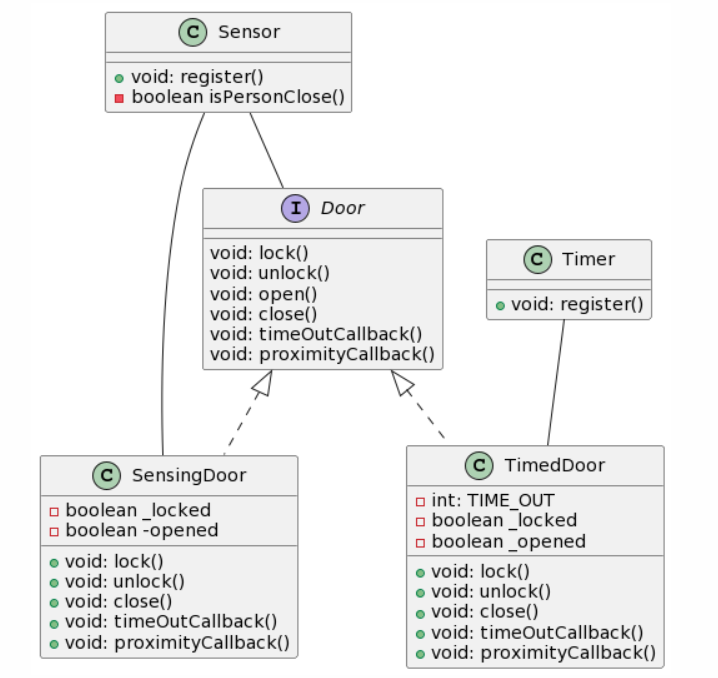 C Sensor
void: register()
boolean isPersonClose()
I Door
void: lock()
void: unlock()
void: open()
void: close()
void: timeOutCallback()
void: proximityCallback()
C Timer
void: register()
C SensingDoor
boolean _locked
boolean -opened
void: lock()
void: unlock()
void: close()
void: timeOutCallback()
void: proximityCallback()
C TimedDoor
int: TIME_OUT
boolean _locked
boolean _opened
void: lock()
void: unlock()
void: close()
void: timeOutCallback()
void: proximityCallback()